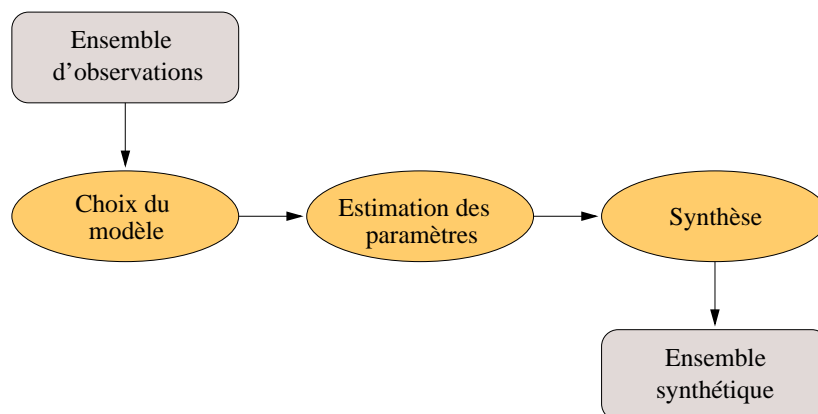 Ensemble
d'observations
Choix du
modèle
Estimation des
paramètres
Synthèse
Ensemble
synthétique